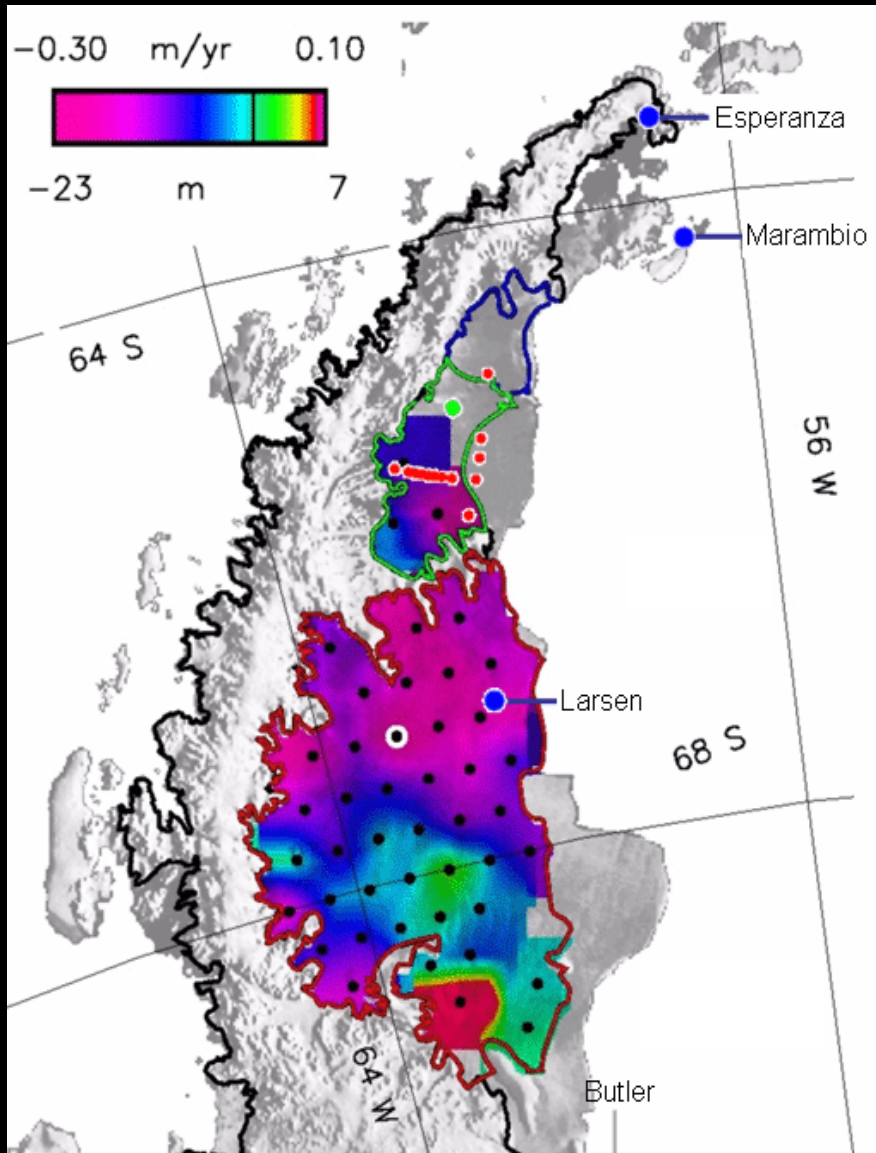 −0.30 m/yr 0.10
−23 m 7
Esperanza
Marambio
64 S
56 W
Larsen
68 S
64 W
Butler